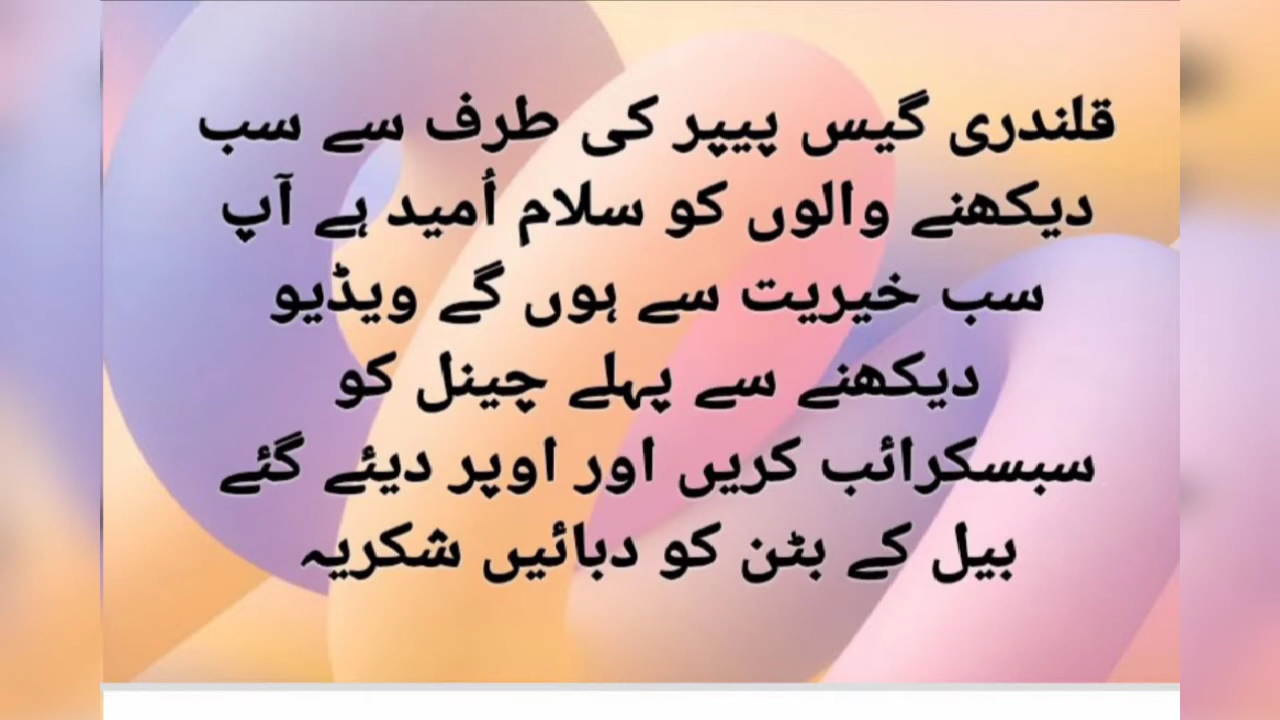 قلندری گیس پیپر کی طرف سے سب
دیکھنے والوں کو سلام اُمید ہے آپ
سب خیریت سے ہوں گے ویڈیو
دیکھنے سے پہلے چینل کو
سبسکرائب کریں اور اوپر دیئے گئے
بیل کے بٹن کو دبائیں شکریہ